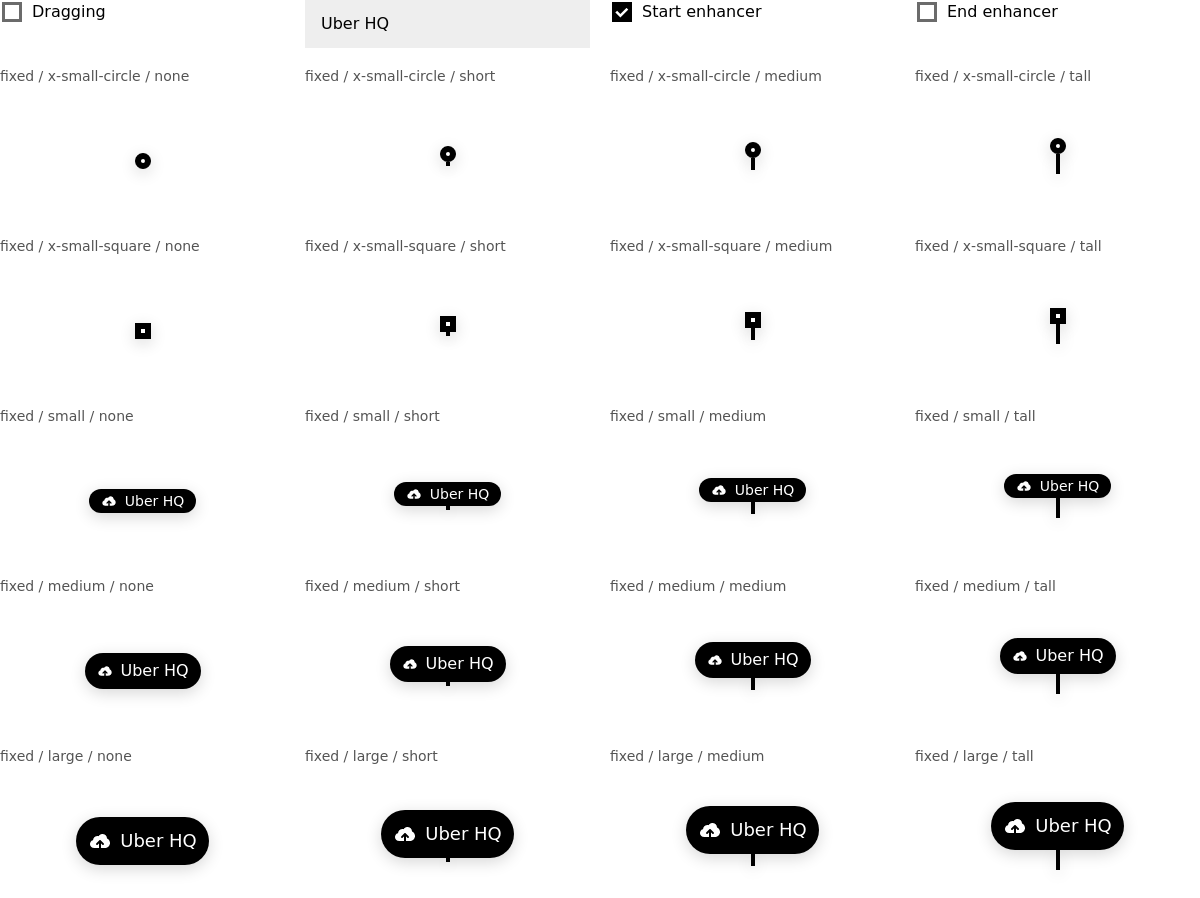 Dragging
Uber HQ
Start enhancer
End enhancer
fixed / x-small-circle / none
fixed / x-small-circle / short
fixed / x-small-circle / medium
fixed / x-small-circle / tall
fixed / x-small-square / none
fixed / x-small-square / short
fixed / x-small-square / medium
fixed / x-small-square / tall
fixed / small / none
fixed / small / short
fixed / small / medium
fixed / small / tall
Uber HQ
Uber HQ
Uber HQ
Uber HQ
fixed / medium / none
fixed / medium / short
fixed / medium / medium
fixed / medium / tall
Uber HQ
Uber HQ
Uber HQ
Uber HQ
fixed / large / none
fixed / large / short
fixed / large / medium
fixed / large / tall
Uber HQ
Uber HQ
Uber HQ
Uber HQ